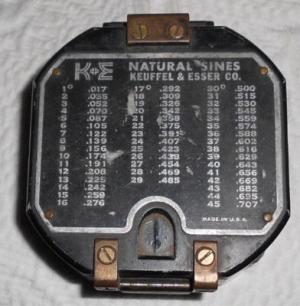 K+E NATURAL SINES
KEUFFEL & ESSER CO.
1° .017 17° .292 30° .500
2 .035 18 .309 31 .515
3 .052 19 .326 32 .530
4 .070 20 .342 33 .545
5 .087 21 .358 34 .559
6 .105 22 .375 35 .574
7 .122 23 .391 36 .588
8 .139 24 .407 37 .602
9 .156 25 .423 38 .616
10 .174 26 39 .629
11 .191 27 .454 40 .643
12 .208 28 .469 41 .656
13 .225 29 .485 42 .669
14 .242 43 .682
15 .259 44 .695
16 .276 45 .707
MADE IN U.S.A.